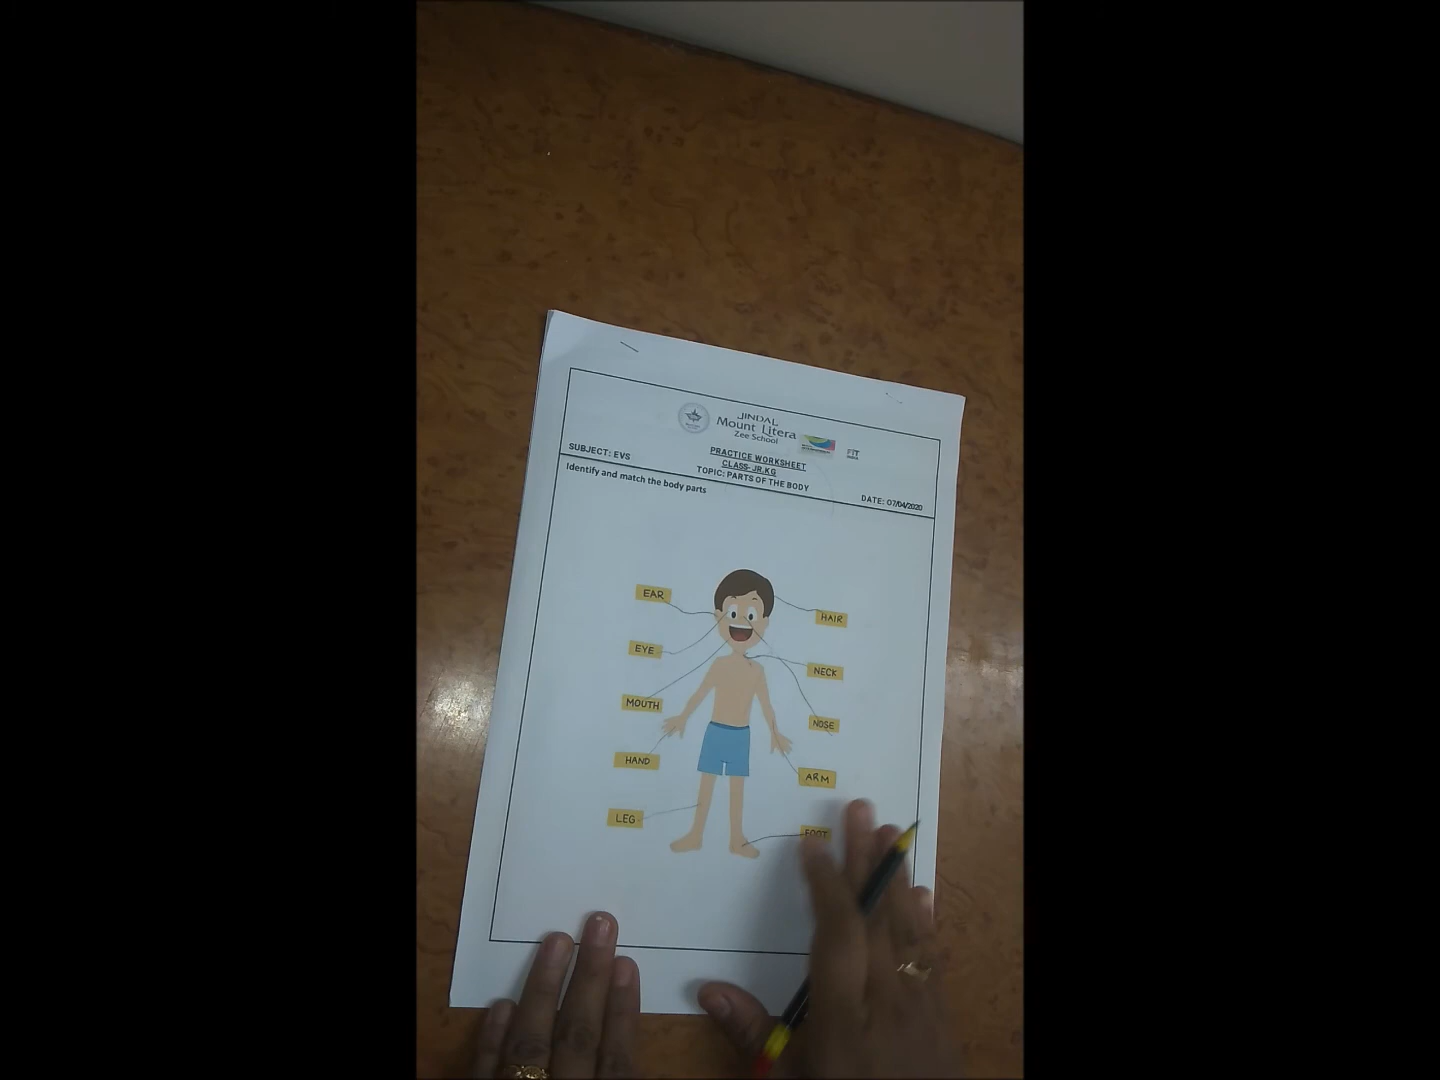 JINDAL
Mount Litera
Zee School
FIT
SUBJECT: EVS
PRACTICE WORKSHEET
CLASS- JR.KG
TOPIC: PARTS OF THE BODY
DATE: 07/04/2020
Identify and match the body parts
EAR
HAIR
EYE
NECK
MOUTH
NOSE
HAND
ARM
LEG
FOOT